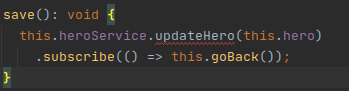 save(): void {
  this.heroService.updateHero(this.hero)
    .subscribe(() => this.goBack());
}